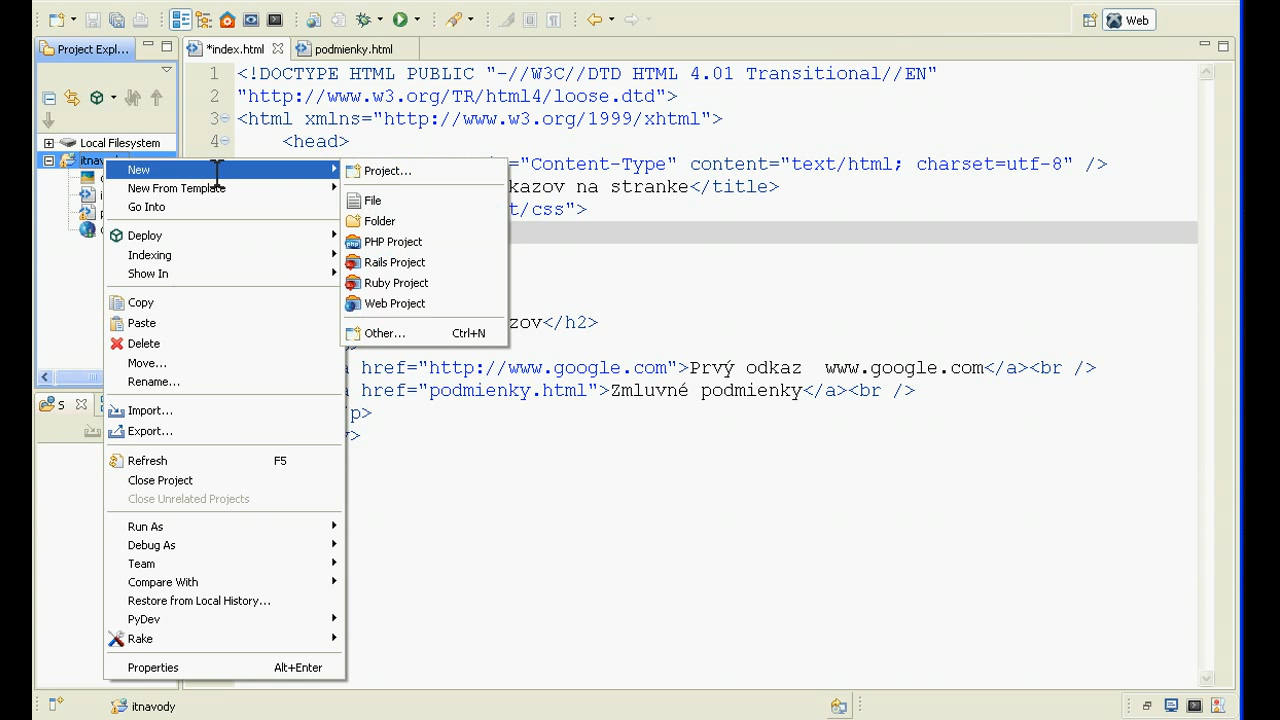 Web
Project Expl...
*index.html
podmienky.html
1 <!DOCTYPE HTML PUBLIC "-//W3C//DTD HTML 4.01 Transitional//EN"
2 "http://www.w3.org/TR/html4/loose.dtd">
3 <html xmlns="http://www.w3.org/1999/xhtml">
4 <head>
="Content-Type" content="text/html; charset=utf-8" />
kazov na stranke</title>
t/css">
zov</h2>
href="http://www.google.com">Prvý odkaz www.google.com</a><br />
href="podmienky.html">Zmluvné podmienky</a><br />
p>
>
Local Filesystem
itnavo
New
New From Template
Go Into
Deploy
Indexing
Show In
Copy
Paste
Delete
Move...
Rename...
Import...
Export...
Refresh F5
Close Project
Close Unrelated Projects
Run As
Debug As
Team
Compare With
Restore from Local History...
PyDev
Rake
Properties Alt+Enter
Project...
File
Folder
PHP Project
Rails Project
Ruby Project
Web Project
Other... Ctrl+N
S
itnavody